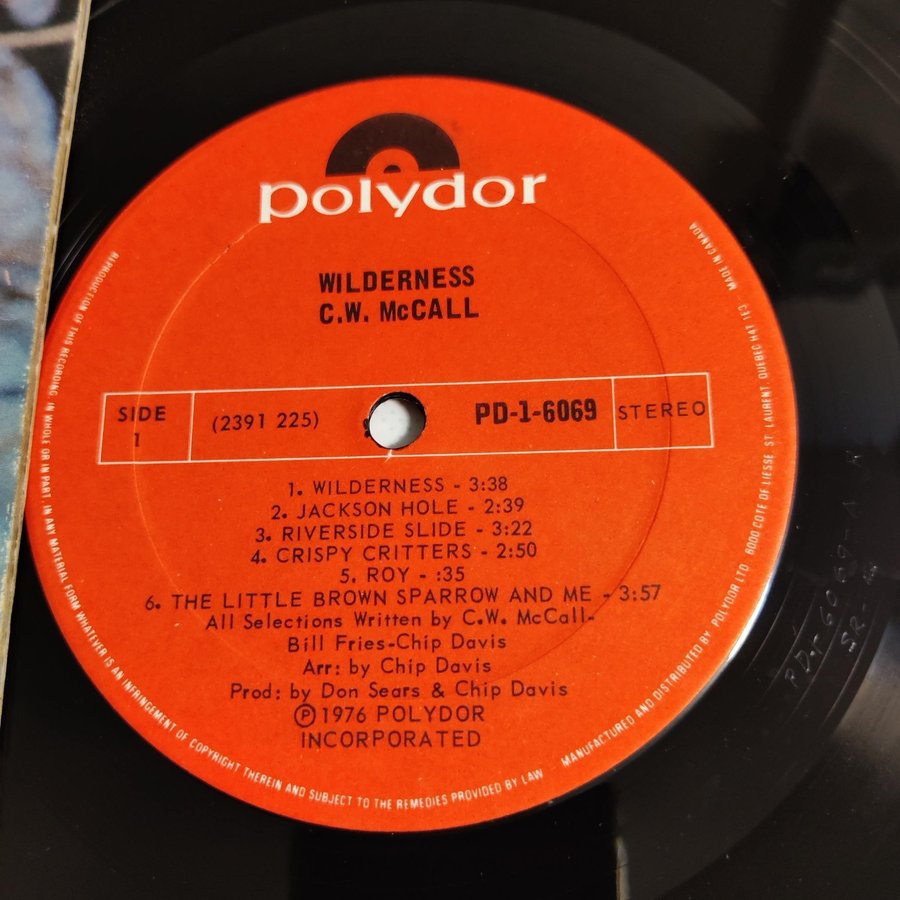 polydor
WILDERNESS
C.W. McCALL
SIDE
1
(2391 225)
PD-1-6069
STEREO
1. WILDERNESS - 3:38
2. JACKSON HOLE - 2:39
3. RIVERSIDE SLIDE - 3:22
4. CRISPY CRITTERS - 2:50
5. ROY - :35
6. THE LITTLE BROWN SPARROW AND ME - 3:57
All Selections Written by C.W. McCall-
Bill Fries-Chip Davis
Arr: by Chip Davis
Prod: by Don Sears & Chip Davis
Ⓟ 1976 POLYDOR
INCORPORATED
REPRODUCTION OF THIS RECORDING, IN WHOLE OR IN PART, IN ANY MATERIAL FORM WHATEVER IS AN INFRINGEMENT OF COPYRIGHT THEREIN AND SUBJECT TO THE REMEDIES PROVIDED BY LAW
MANUFACTURED AND DISTRIBUTED BY POLYDOR LTD 6000 COTE DE LIESSE ST LAURENT QUEBEC H4T 1E3 MADE IN CANADA